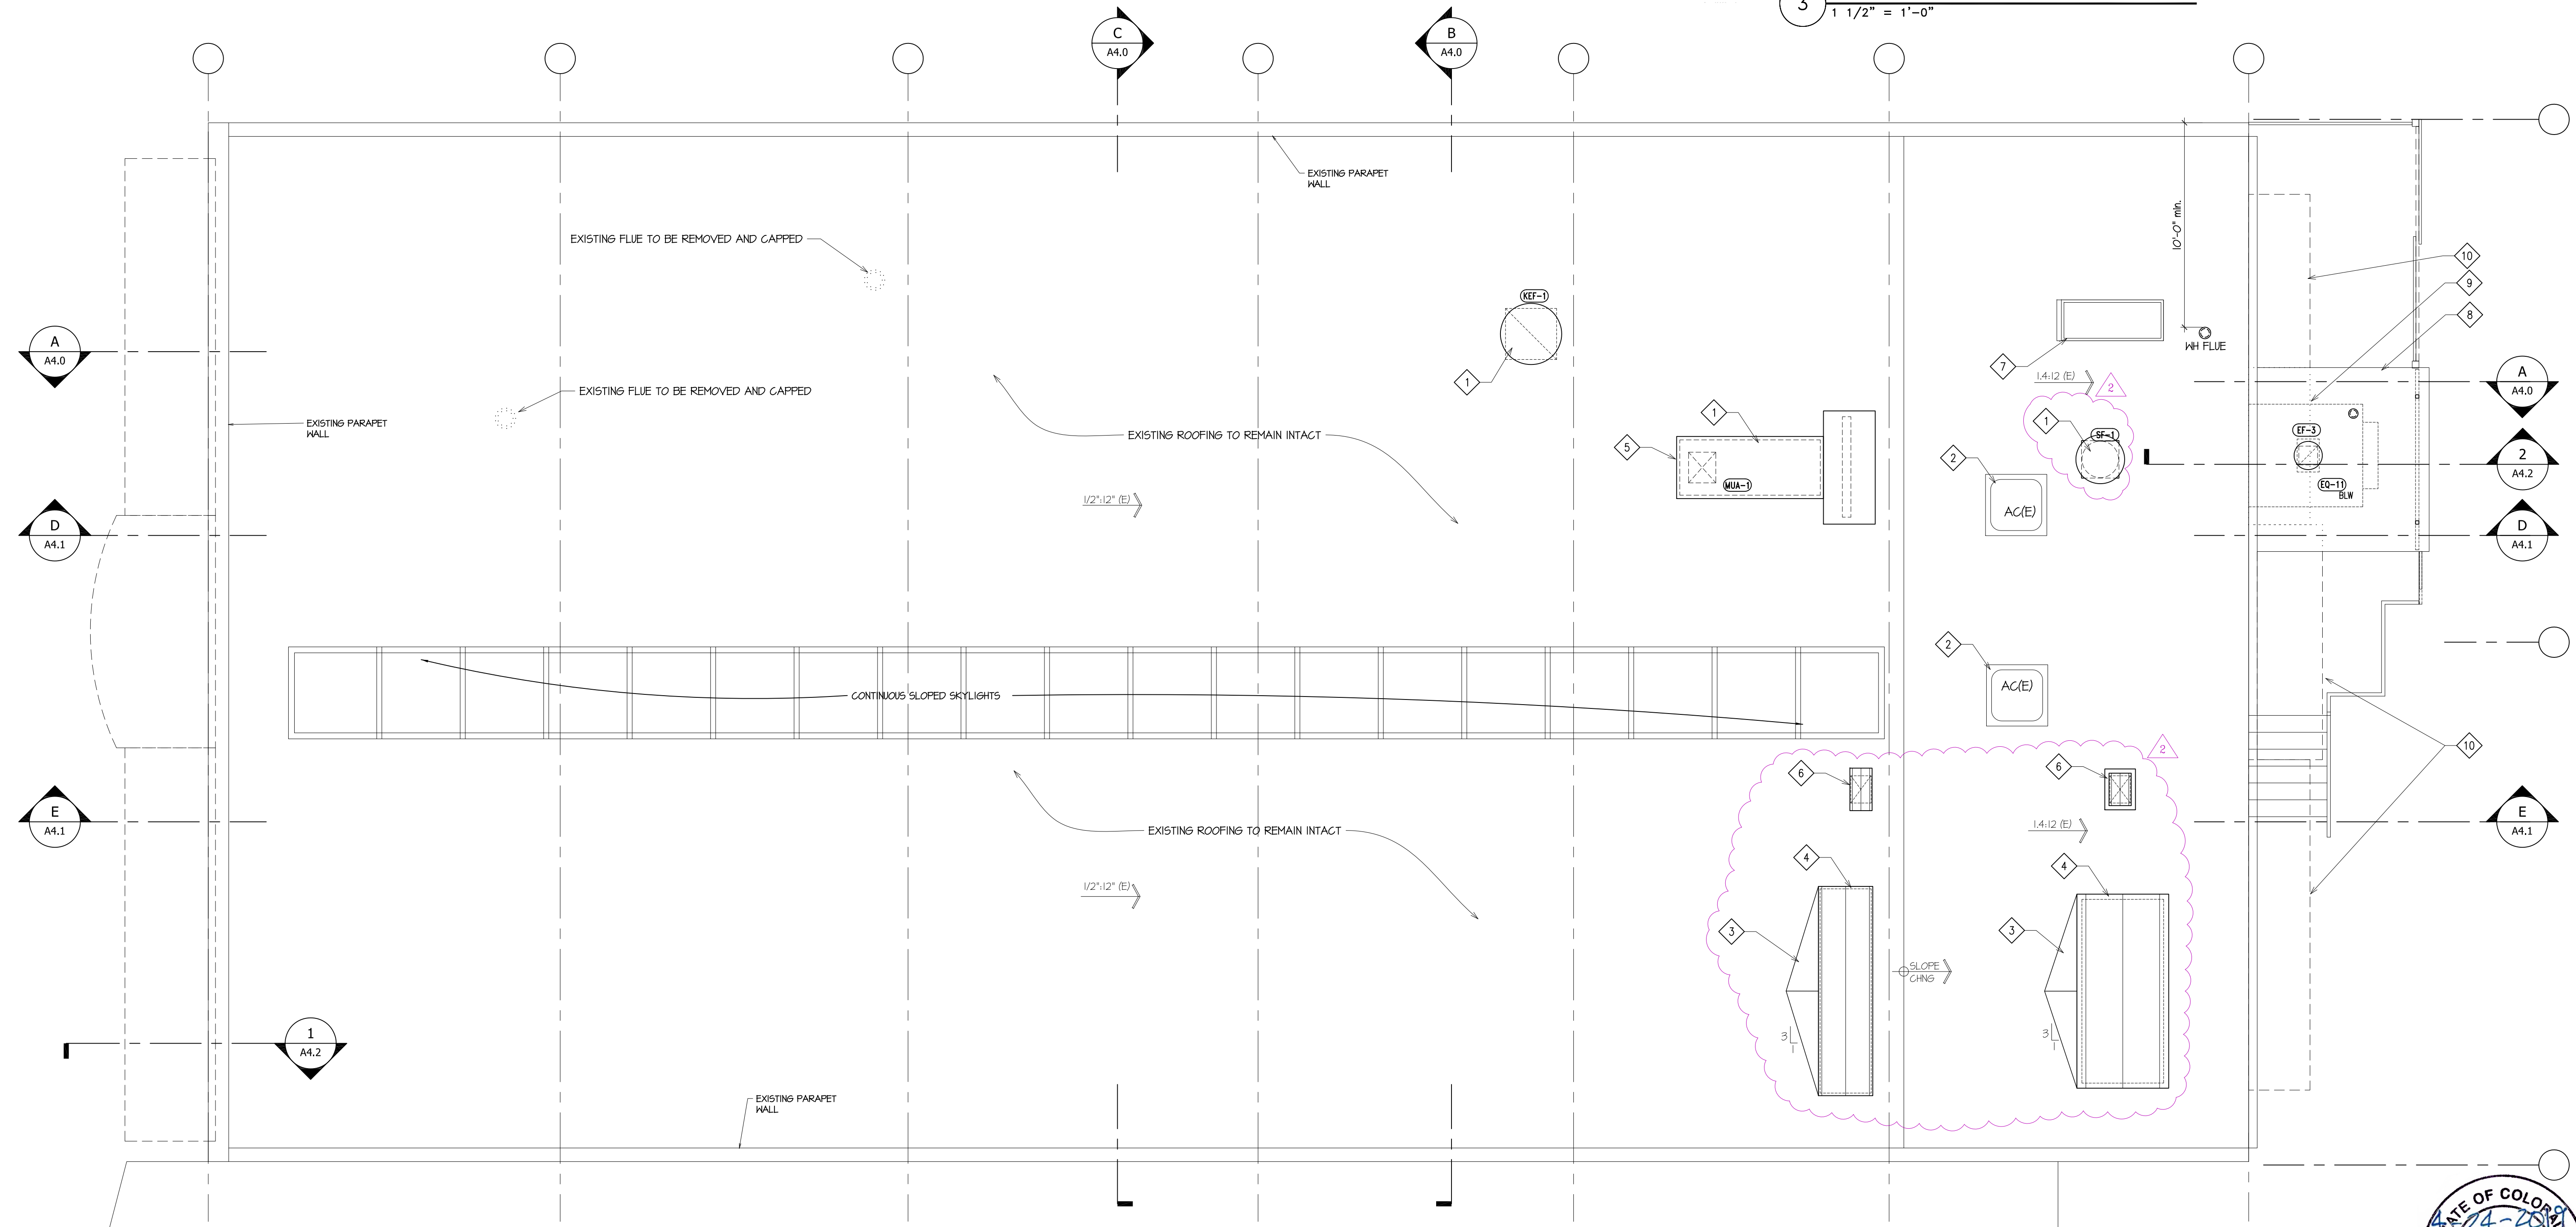 3
1 1/2" = 1'-0"
C
A4.0
B
A4.0
EXISTING PARAPET
WALL
10'-0" min.
EXISTING FLUE TO BE REMOVED AND CAPPED
10
9
8
KEF-1
1
WH FLUE
7
A
A4.0
A
A4.0
1.4:12 (E)
2
EXISTING FLUE TO BE REMOVED AND CAPPED
EXISTING PARAPET
WALL
EXISTING ROOFING TO REMAIN INTACT
1
5
MUA-1
1
SF-1
2
AC(E)
EF-3
EQ-11
BLW
2
A4.2
1/2":12" (E)
D
A4.1
D
A4.1
2
AC(E)
CONTINUOUS SLOPED SKYLIGHTS
2
10
6
6
E
A4.1
EXISTING ROOFING TO REMAIN INTACT
1.4:12 (E)
E
A4.1
1/2":12" (E)
4
4
3
3
SLOPE
CHNG
3
1
3
1
1
A4.2
EXISTING PARAPET
WALL
OF COLOR
24-2019